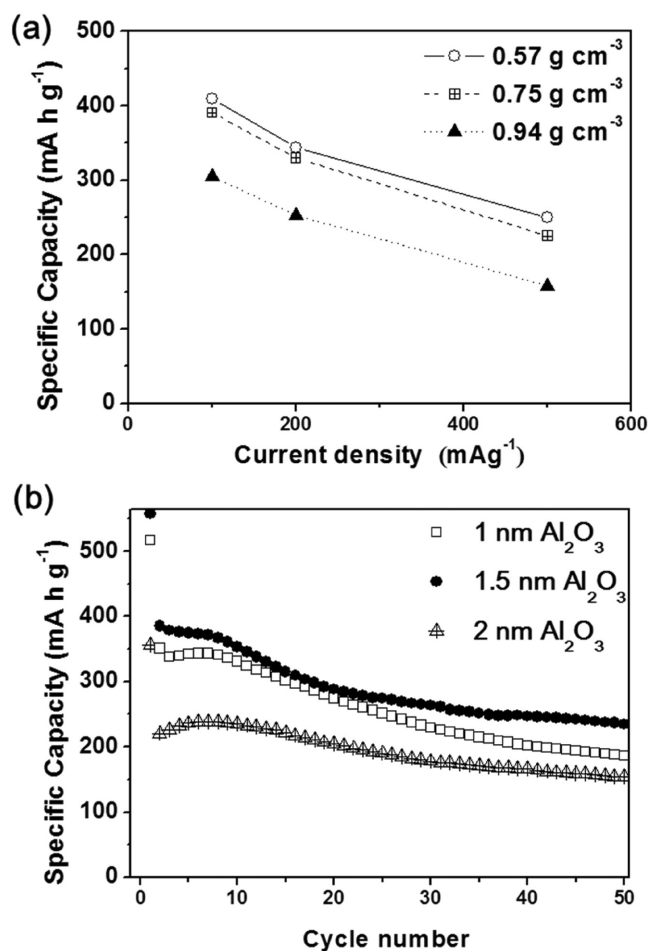 (a)
500
400
300
200
100
0
Specific Capacity (mA h g⁻¹)
0.57 g cm⁻³
0.75 g cm⁻³
0.94 g cm⁻³
0 200 400 600
Current density (mAg⁻¹)
(b)
500
400
300
200
100
0
Specific Capacity (mA h g⁻¹)
1 nm Al₂O₃
1.5 nm Al₂O₃
2 nm Al₂O₃
0 10 20 30 40 50
Cycle number